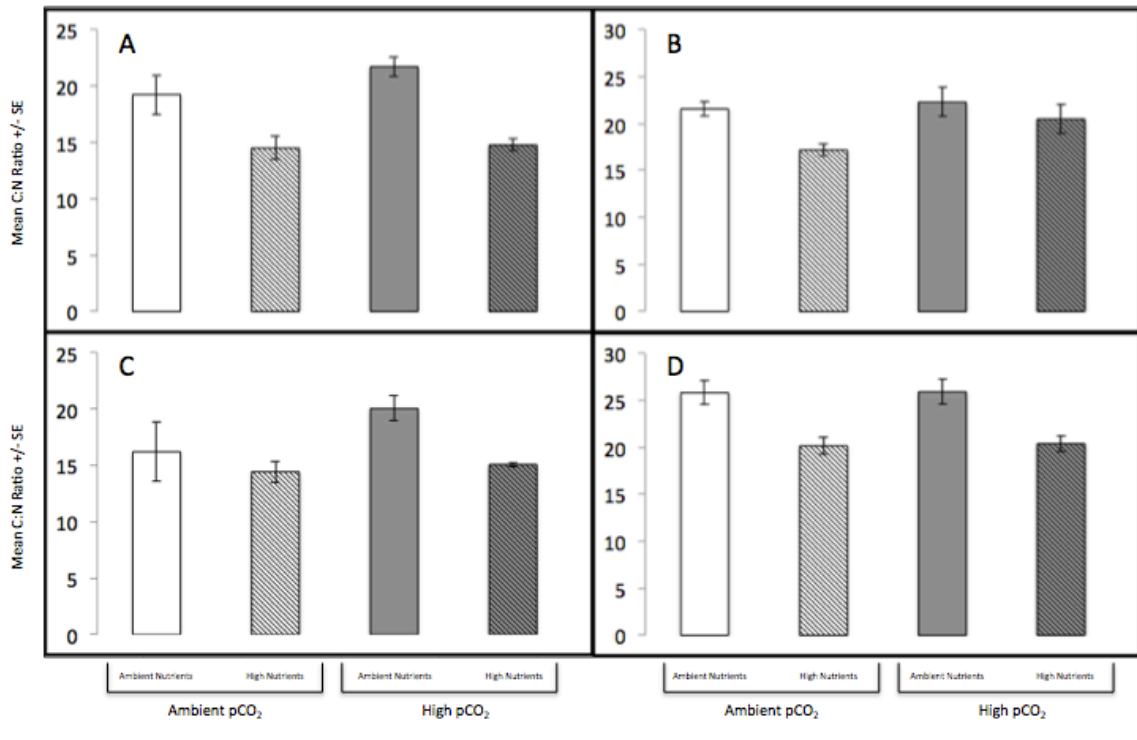 A
25
20
15
10
5
0
Mean C:N Ratio +/- SE
B
30
25
20
15
10
5
0
C
25
20
15
10
5
0
Mean C:N Ratio +/- SE
D
30
25
20
15
10
5
0
Ambient Nutrients High Nutrients Ambient Nutrients High Nutrients
Ambient pCO₂ High pCO₂
Ambient Nutrients High Nutrients Ambient Nutrients High Nutrients
Ambient pCO₂ High pCO₂